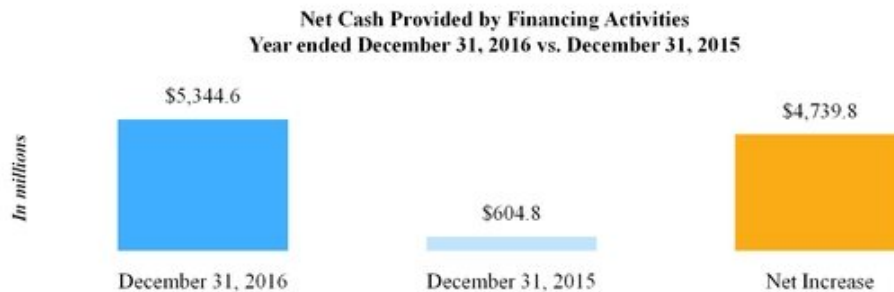 Net Cash Provided by Financing Activities
Year ended December 31, 2016 vs. December 31, 2015
$5,344.6
$4,739.8
In millions
$604.8
December 31, 2016
December 31, 2015
Net Increase